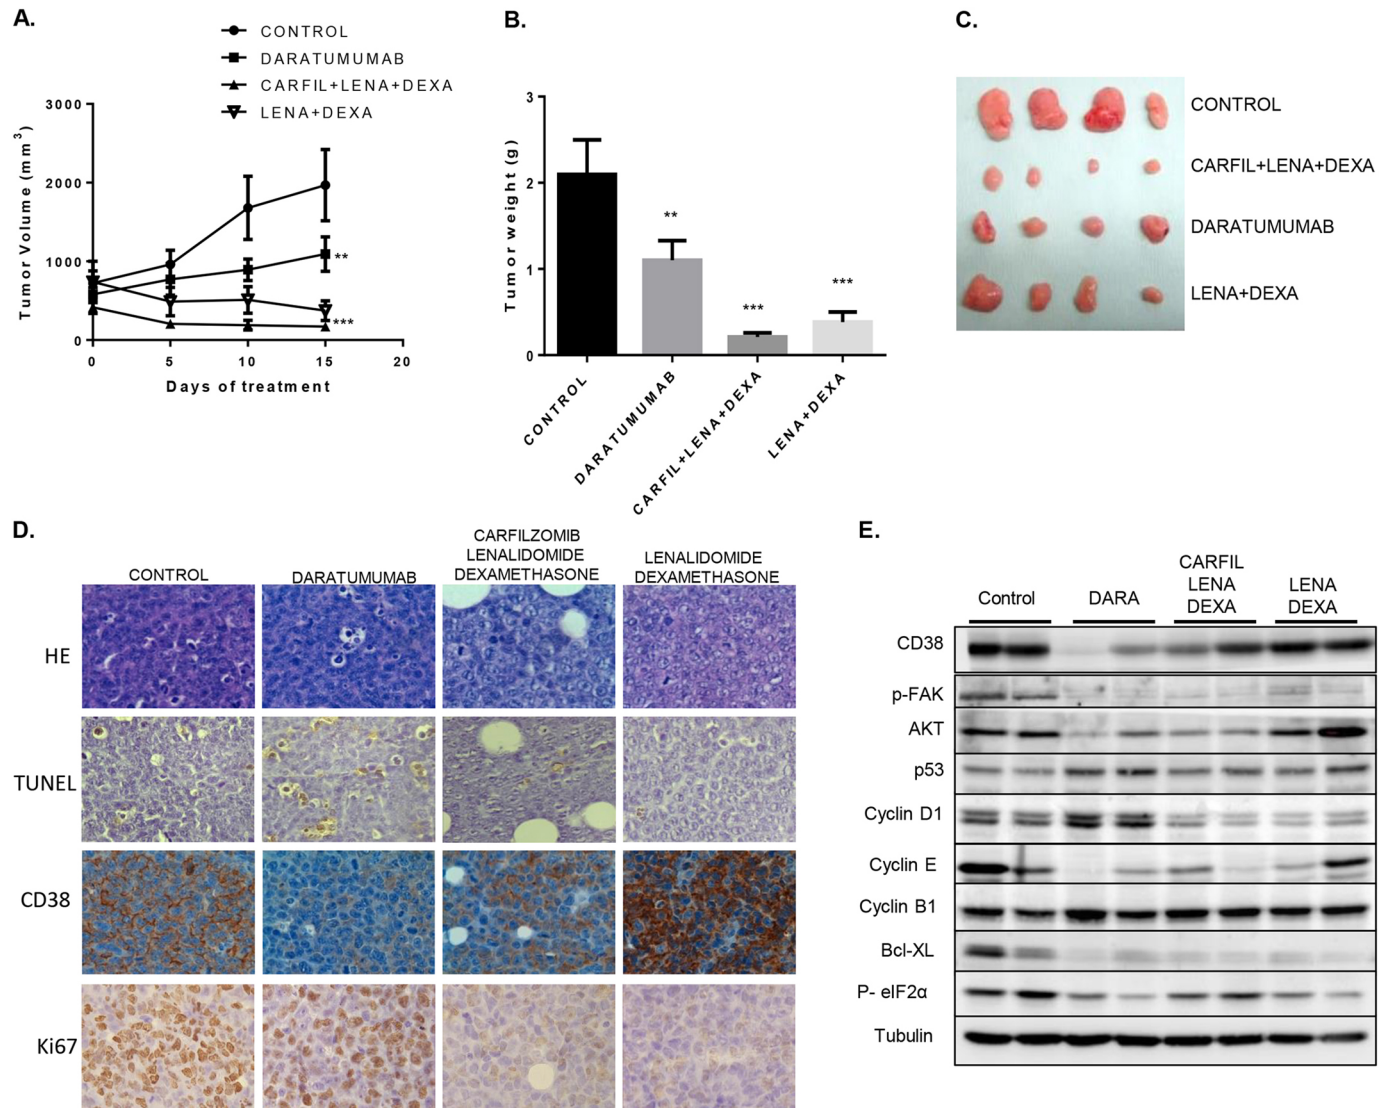 A.
CONTROL
DARATUMUMAB
CARFIL+LENA+DEXA
LENA+DEXA
Tumor Volume (mm3)
3000
2000
1000
0
**
***
0 5 10 15 20
Days of treatment
B.
Tumor weight (g)
3
2
1
0
**
***
***
CONTROL
DARATUMUMAB
CARFIL+LENA+DEXA
LENA+DEXA
C.
CONTROL
CARFIL+LENA+DEXA
DARATUMUMAB
LENA+DEXA
D.
CONTROL
DARATUMUMAB
CARFILZOMIB
LENALIDOMIDE
DEXAMETHASONE
LENALIDOMIDE
DEXAMETHASONE
HE
TUNEL
CD38
Ki67
E.
Control
DARA
CARFIL
LENA
DEXA
LENA
DEXA
CD38
p-FAK
AKT
p53
Cyclin D1
Cyclin E
Cyclin B1
Bcl-XL
P- eIF2α
Tubulin